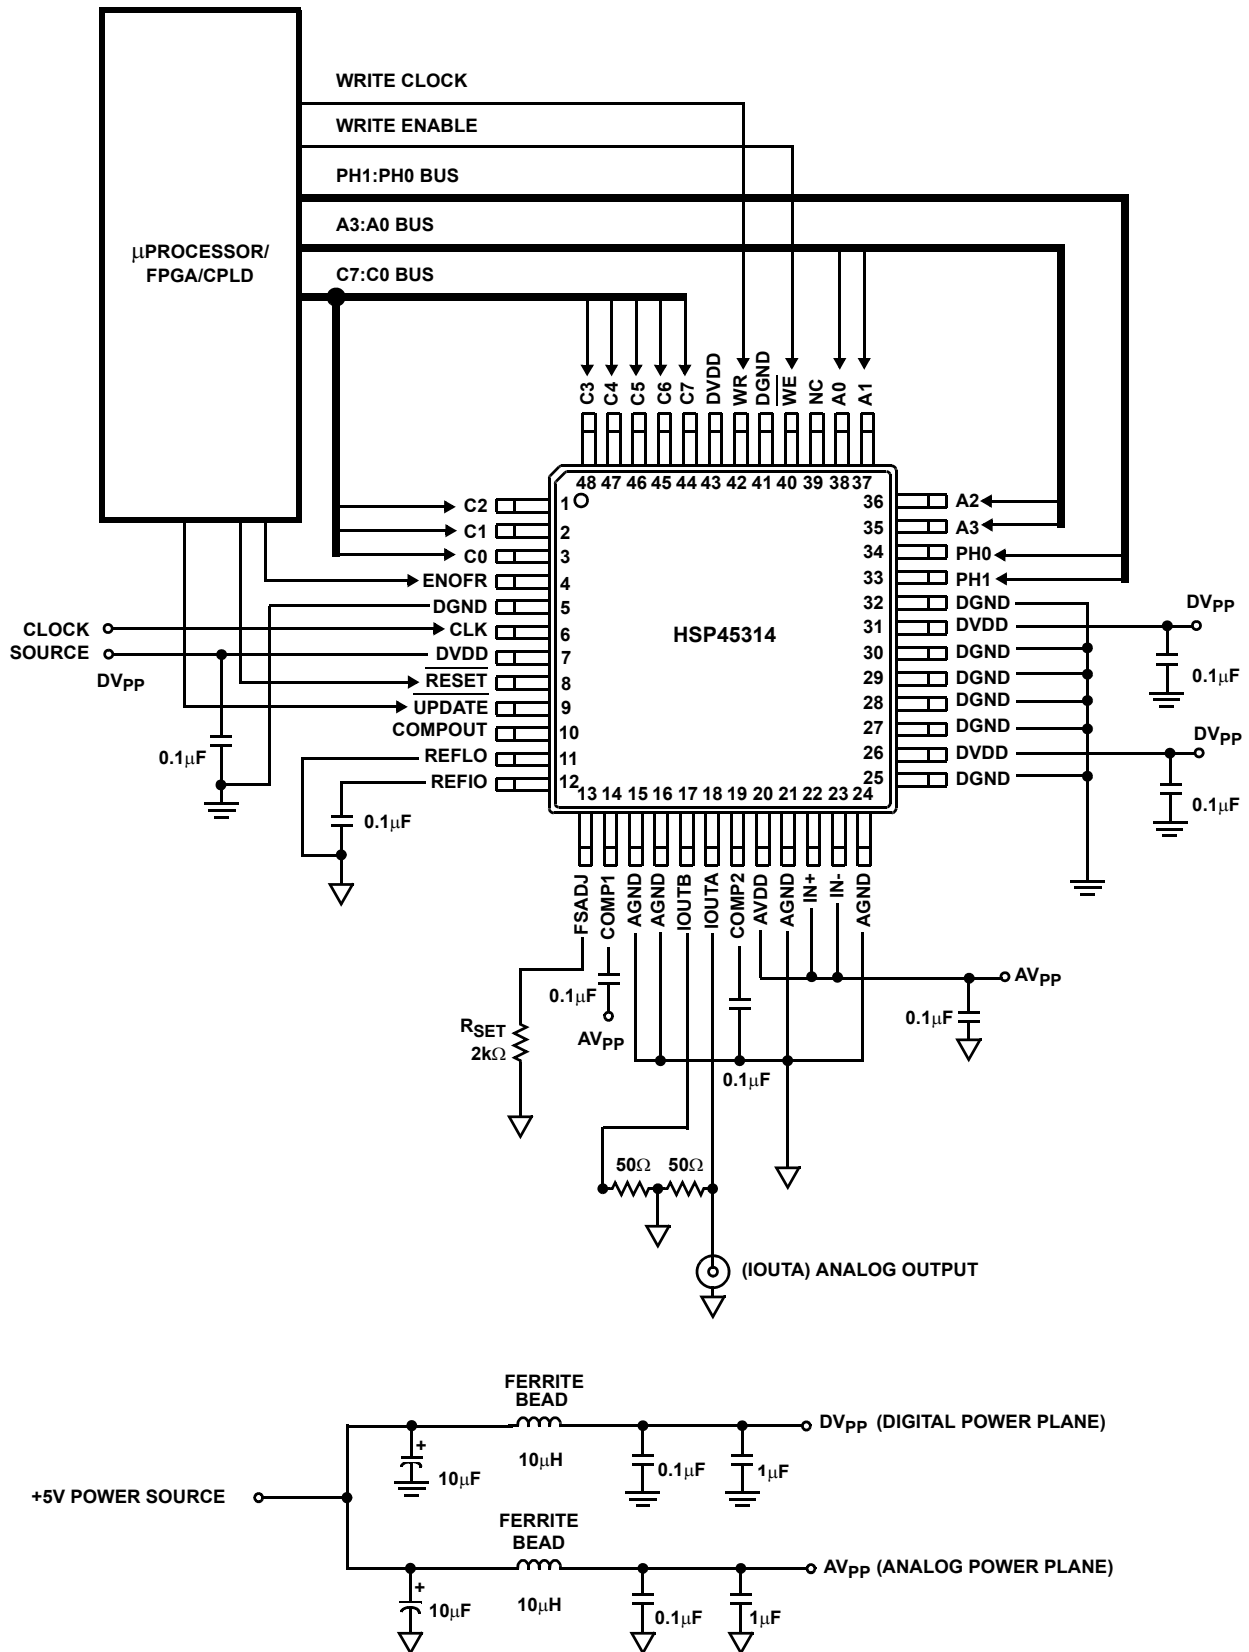 WRITE CLOCK
WRITE ENABLE
PH1:PH0 BUS
A3:A0 BUS
C7:C0 BUS
μPROCESSOR/
FPGA/CPLD
C3
C4
C5
C6
C7
DVDD
WR
DGND
WE
NC
A0
A1
48 47 46 45 44 43 42 41 40 39 38 37
C2 1
C1 2
C0 3
ENOFR 4
DGND 5
CLK 6
DVDD 7
RESET 8
UPDATE 9
COMPOUT 10
REFLO 11
REFIO 12
CLOCK
SOURCE
DVPP
0.1μF
0.1μF
HSP45314
36 A2
35 A3
34 PH0
33 PH1
32 DGND
31 DVDD
30 DGND
29 DGND
28 DGND
27 DGND
26 DVDD
25 DGND
DVPP
0.1μF
DVPP
0.1μF
13 14 15 16 17 18 19 20 21 22 23 24
FSADJ
COMP1
AGND
AGND
IOUTB
IOUTA
COMP2
AVDD
AGND
IN+
IN-
AGND
0.1μF
AVPP
RSET
2kΩ
0.1μF
AVPP
0.1μF
50Ω 50Ω
(IOUTA) ANALOG OUTPUT
FERRITE
BEAD
DVPP (DIGITAL POWER PLANE)
+
10μF
10μH
0.1μF
1μF
+5V POWER SOURCE
FERRITE
BEAD
AVPP (ANALOG POWER PLANE)
+
10μF
10μH
0.1μF
1μF